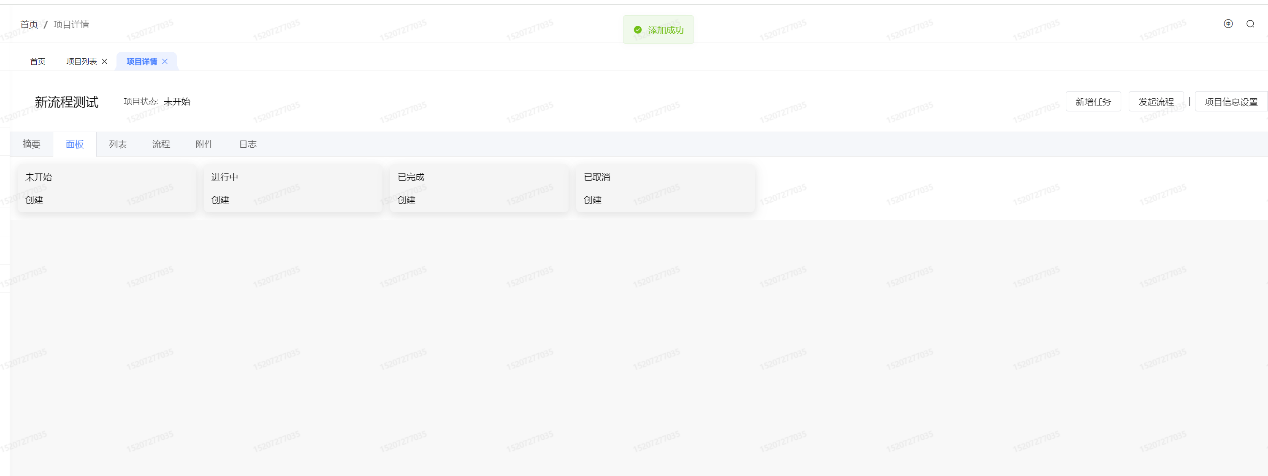 首页 / 项目详情
添加成功
首页 项目列表 × 项目详情 ×
新流程测试 项目状态: 未开始 新增任务 发起流程 | 项目信息设置
摘要 面板 列表 流程 附件 日志
未开始 进行中 已完成 已取消
创建 创建 创建 创建
15207277035